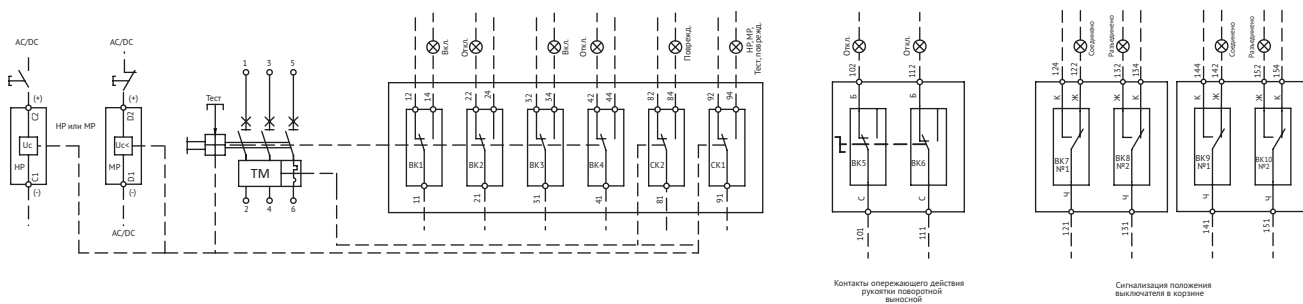 AC/DC
(+)
C2
Uc
НР
C1
(-)
AC/DC
(+)
D2
Uc<
МР
D1
(-)
AC/DC
НР или МР
Тест
1
3
5
ТМ
2
4
6
Вкл.
Откл.
Вкл.
Откл.
Поврежд.
НР, МР,
Тест, поврежд.
12
14
22
24
32
34
42
44
82
84
92
94
ВК1
ВК2
ВК3
ВК4
СК2
СК1
11
21
31
41
81
91
Откл.
Откл.
102
112
Б
Б
ВК5
ВК6
С
С
101
111
Контакты опережающего действия
рукоятки поворотной
выносной
Соединено
Разъединено
Соединено
Разъединено
124
122
132
134
144
142
152
154
К
Ж
Ж
К
К
Ж
Ж
К
ВК7
№1
ВК8
№2
ВК9
№1
ВК10
№2
Ч
Ч
Ч
Ч
121
131
141
151
Сигнализация положения
выключателя в корзине